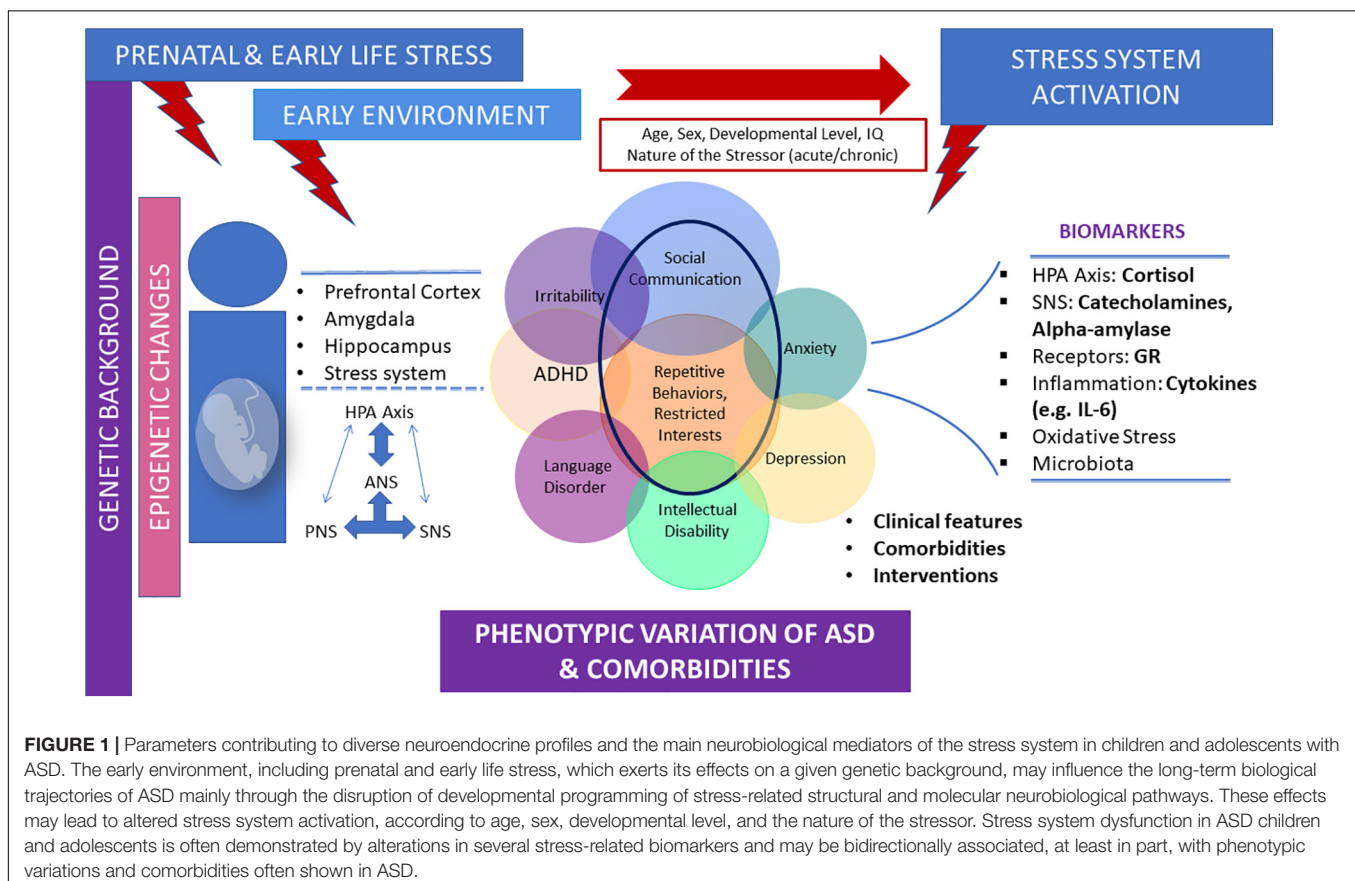 PRENATAL & EARLY LIFE STRESS
EARLY ENVIRONMENT
STRESS SYSTEM
ACTIVATION
Age, Sex, Developmental Level, IQ
Nature of the Stressor (acute/chronic)
GENETIC BACKGROUND
EPIGENETIC CHANGES
• Prefrontal Cortex
• Amygdala
• Hippocampus
• Stress system
HPA Axis
ANS
PNS
SNS
Social
Communication
Irritability
Anxiety
ADHD
Repetitive
Behaviors,
Restricted
Interests
Language
Disorder
Depression
Intellectual
Disability
BIOMARKERS
▪ HPA Axis: Cortisol
▪ SNS: Catecholamines,
Alpha-amylase
▪ Receptors: GR
▪ Inflammation: Cytokines
(e.g. IL-6)
▪ Oxidative Stress
▪ Microbiota
• Clinical features
• Comorbidities
• Interventions
PHENOTYPIC VARIATION OF ASD
& COMORBIDITIES
FIGURE 1 | Parameters contributing to diverse neuroendocrine profiles and the main neurobiological mediators of the stress system in children and adolescents with
ASD. The early environment, including prenatal and early life stress, which exerts its effects on a given genetic background, may influence the long-term biological
trajectories of ASD mainly through the disruption of developmental programming of stress-related structural and molecular neurobiological pathways. These effects
may lead to altered stress system activation, according to age, sex, developmental level, and the nature of the stressor. Stress system dysfunction in ASD children
and adolescents is often demonstrated by alterations in several stress-related biomarkers and may be bidirectionally associated, at least in part, with phenotypic
variations and comorbidities often shown in ASD.